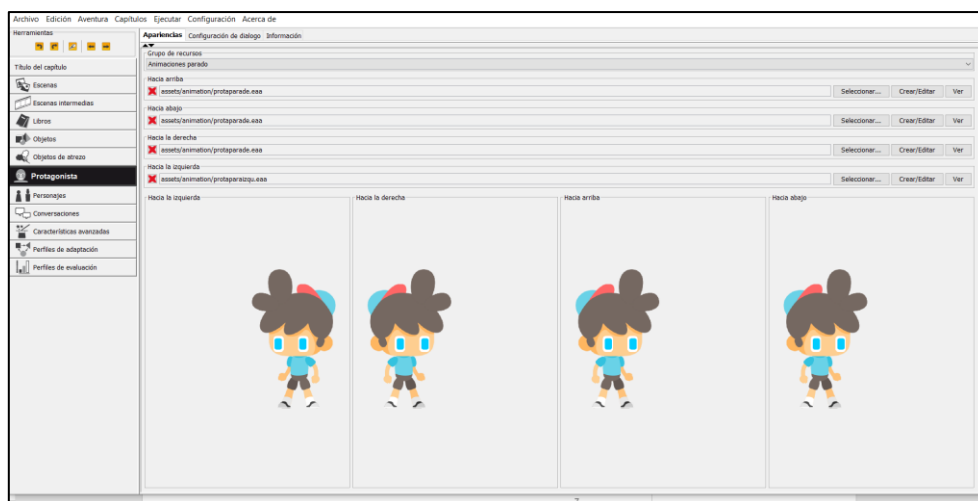 Archivo Edición Aventura Capítulos Ejecutar Configuración Acerca de
Herramientas
Título del capítulo
Escenas
Escenas intermedias
Libros
Objetos
Objetos de atrezo
Protagonista
Personajes
Conversaciones
Características avanzadas
Perfiles de adaptación
Perfiles de evaluación
Apariencias Configuración de dialogo Información
Grupo de recursos
Animaciones parado
Hacia arriba
assets/animation/protaparade.eaa Seleccionar... Crear/Editar Ver
Hacia abajo
assets/animation/protaparade.eaa Seleccionar... Crear/Editar Ver
Hacia la derecha
assets/animation/protaparade.eaa Seleccionar... Crear/Editar Ver
Hacia la izquierda
assets/animation/protaparaizqu.eaa Seleccionar... Crear/Editar Ver
Hacia la izquierda Hacia la derecha Hacia arriba Hacia abajo